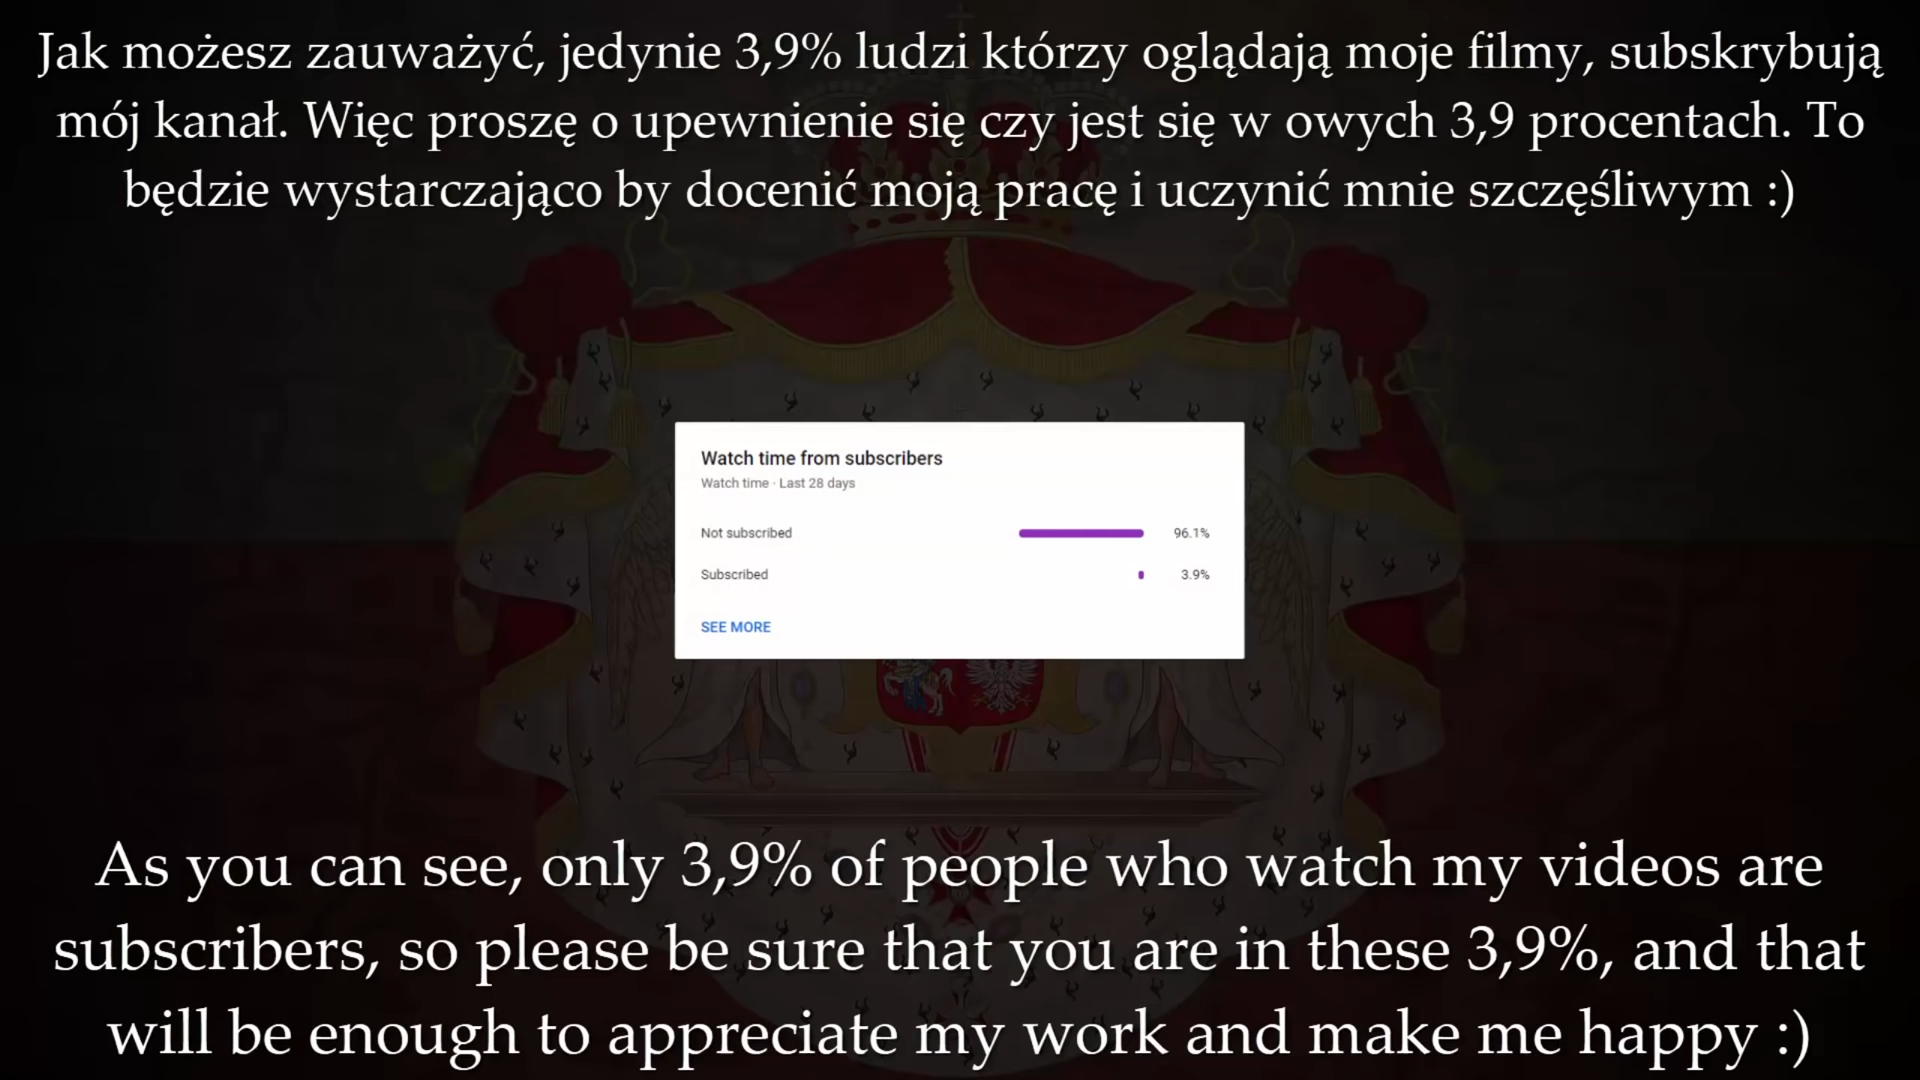 Jak możesz zauważyć, jedynie 3,9% ludzi którzy oglądają moje filmy, subskrybują
mój kanał. Więc proszę o upewnienie się czy jest się w owych 3,9 procentach. To
będzie wystarczająco by docenić moją pracę i uczynić mnie szczęśliwym :)
Watch time from subscribers
Watch time · Last 28 days
Not subscribed 96.1%
Subscribed 3.9%
SEE MORE
As you can see, only 3,9% of people who watch my videos are
subscribers, so please be sure that you are in these 3,9%, and that
will be enough to appreciate my work and make me happy :)